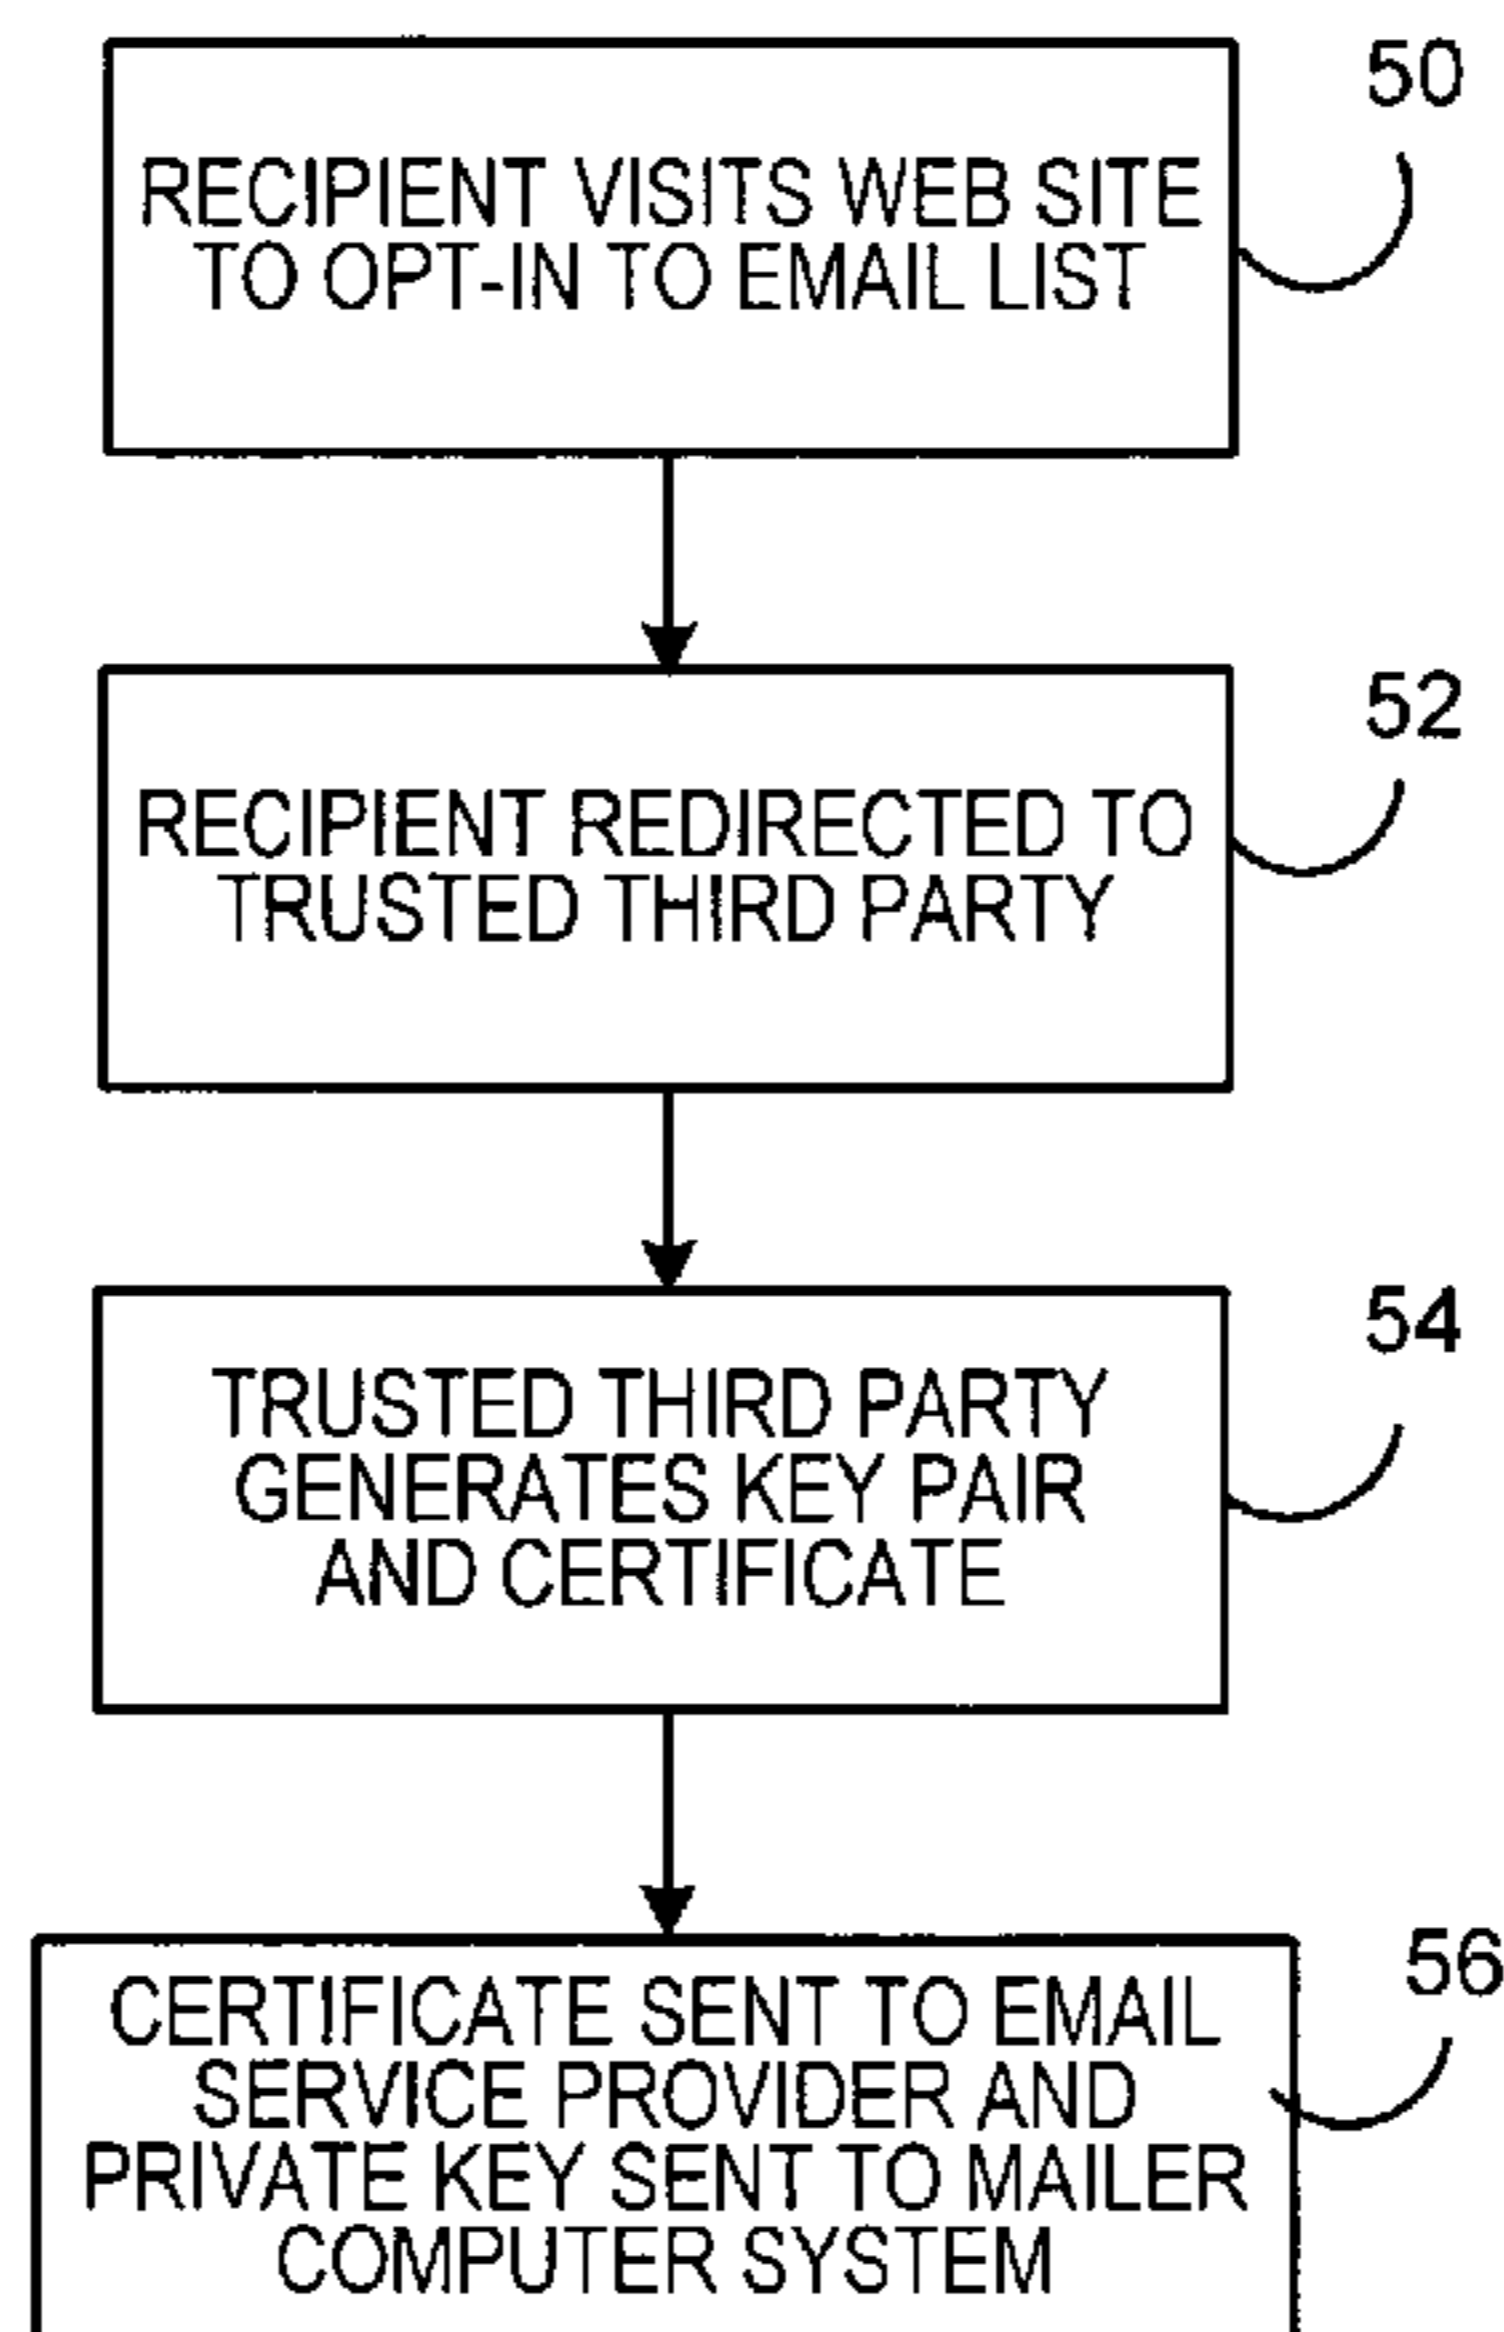 50
RECIPIENT VISITS WEB SITE
TO OPT-IN TO EMAIL LIST
52
RECIPIENT REDIRECTED TO
TRUSTED THIRD PARTY
54
TRUSTED THIRD PARTY
GENERATES KEY PAIR
AND CERTIFICATE
56
CERTIFICATE SENT TO EMAIL
SERVICE PROVIDER AND
PRIVATE KEY SENT TO MAILER
COMPUTER SYSTEM